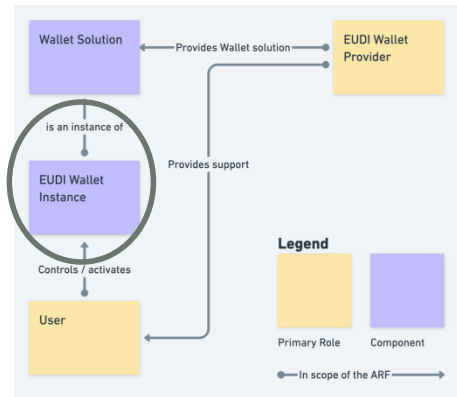 Wallet Solution
Provides Wallet solution
EUDI Wallet
Provider
is an instance of
Provides support
EUDI Wallet
Instance
Controls / activates
User
Legend
Primary Role
Component
In scope of the ARF